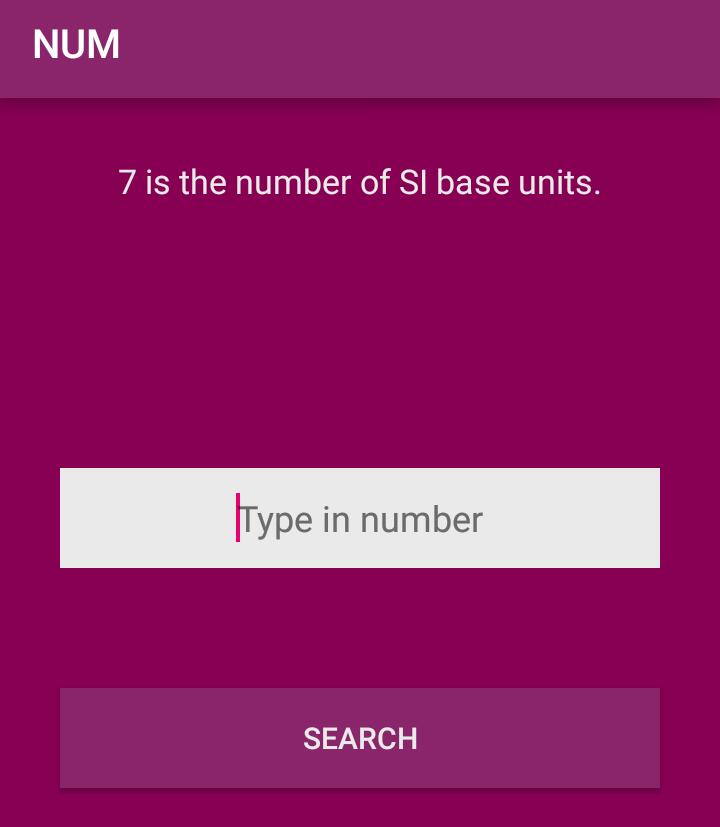 NUM
7 is the number of SI base units.
Type in number
SEARCH